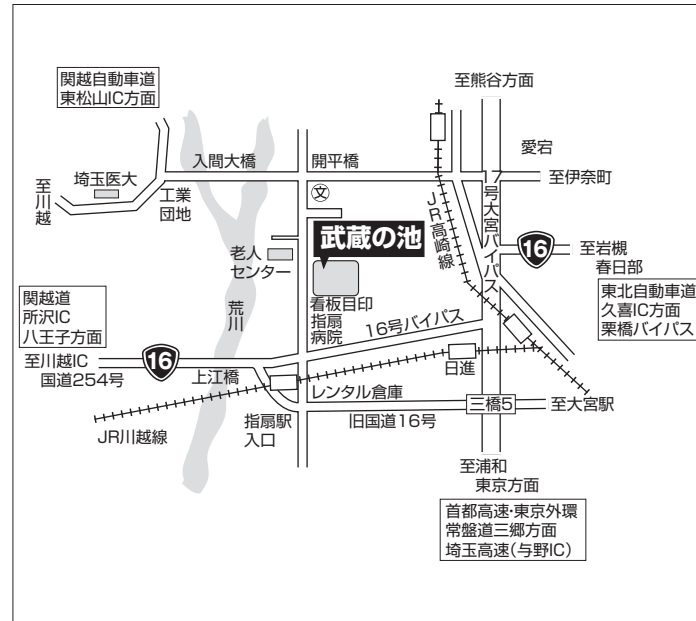 関越自動車道
東松山IC方面
至熊谷方面
愛宕
入間大橋
開平橋
至伊奈町
埼玉医大
至川越
工業
団地
文
17号大宮バイパス
JR高崎線
武蔵の池
老人
センター
16
至岩槻
春日部
看板目印
指扇
病院
荒川
関越道
所沢IC
八王子方面
東北自動車道
久喜IC方面
栗橋バイパス
16号バイパス
至川越IC
国道254号
16
上江橋
日進
レンタル倉庫
三橋5
至大宮駅
JR川越線
指扇駅
入口
旧国道16号
至浦和
東京方面
首都高速・東京外環
常盤道三郷方面
埼玉高速(与野IC)